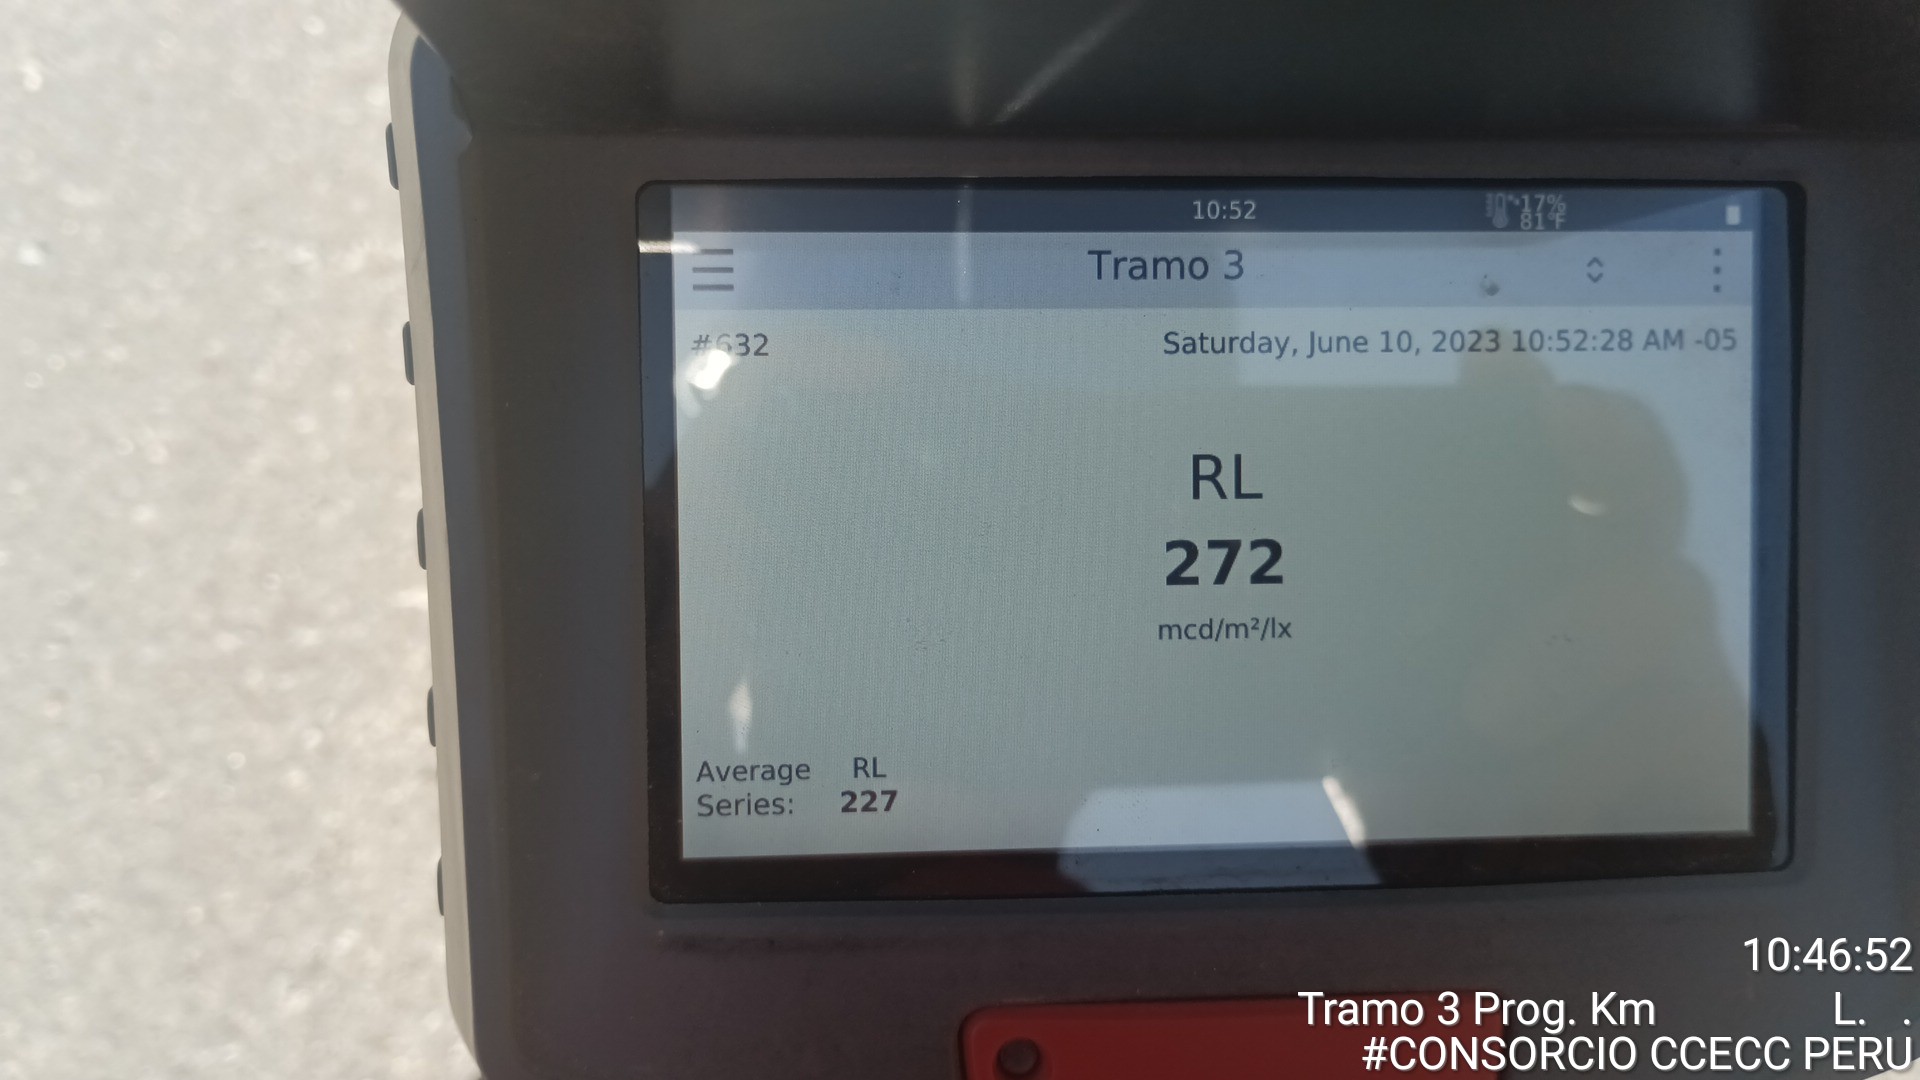 10:52
17%
81°F
Tramo 3
#632
Saturday, June 10, 2023 10:52:28 AM -05
RL
272
mcd/m²/lx
Average RL
Series: 227
10:46:52
Tramo 3 Prog. Km L. .
#CONSORCIO CCECC PERU